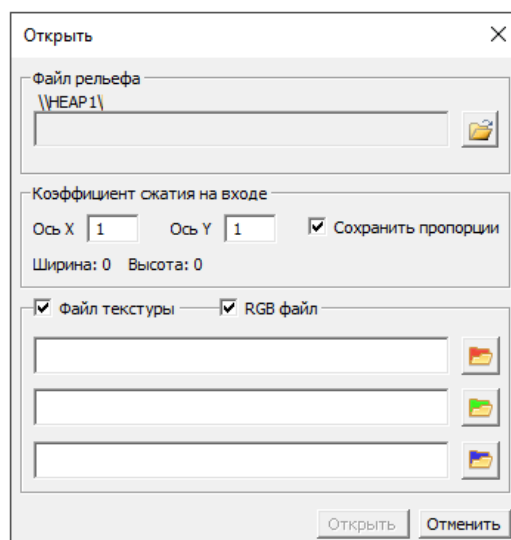 Открыть
Файл рельефа
\\HEAP1\
Коэффициент сжатия на входе
Ось X 1 Ось Y 1 Сохранить пропорции
Ширина: 0 Высота: 0
Файл текстуры RGB файл
Открыть Отменить